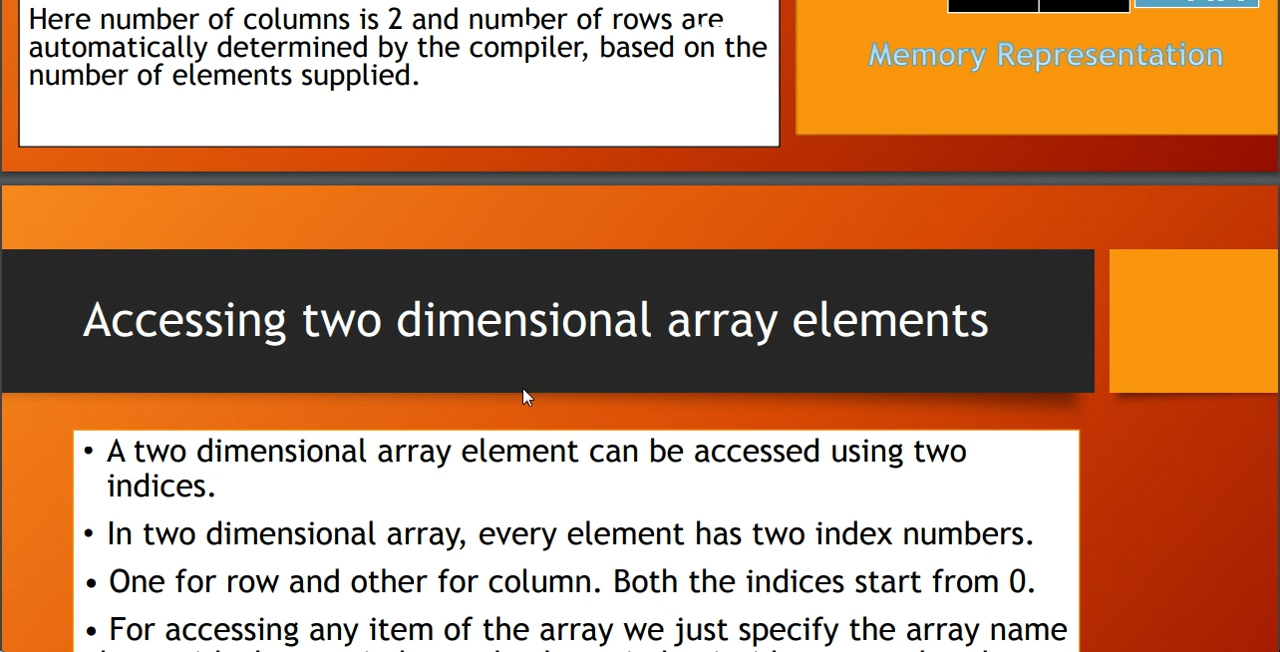 Here number of columns is 2 and number of rows are
automatically determined by the compiler, based on the
number of elements supplied.
Memory Representation
Accessing two dimensional array elements
• A two dimensional array element can be accessed using two
indices.
• In two dimensional array, every element has two index numbers.
• One for row and other for column. Both the indices start from 0.
• For accessing any item of the array we just specify the array name